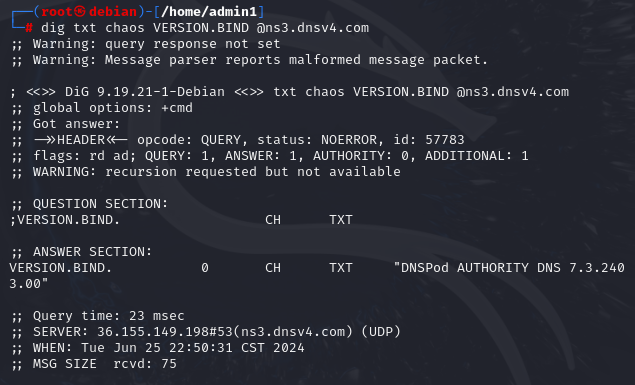 ┌──(root㉿debian)-[/home/admin1]
└─# dig txt chaos VERSION.BIND @ns3.dnsv4.com
;; Warning: query response not set
;; Warning: Message parser reports malformed message packet.

; <<>> DiG 9.19.21-1-Debian <<>> txt chaos VERSION.BIND @ns3.dnsv4.com
;; global options: +cmd
;; Got answer:
;; ->>HEADER<<- opcode: QUERY, status: NOERROR, id: 57783
;; flags: rd ad; QUERY: 1, ANSWER: 1, AUTHORITY: 0, ADDITIONAL: 1
;; WARNING: recursion requested but not available

;; QUESTION SECTION:
;VERSION.BIND.                  CH      TXT

;; ANSWER SECTION:
VERSION.BIND.           0       CH      TXT     "DNSPod AUTHORITY DNS 7.3.240
3.00"

;; Query time: 23 msec
;; SERVER: 36.155.149.198#53(ns3.dnsv4.com) (UDP)
;; WHEN: Tue Jun 25 22:50:31 CST 2024
;; MSG SIZE  rcvd: 75